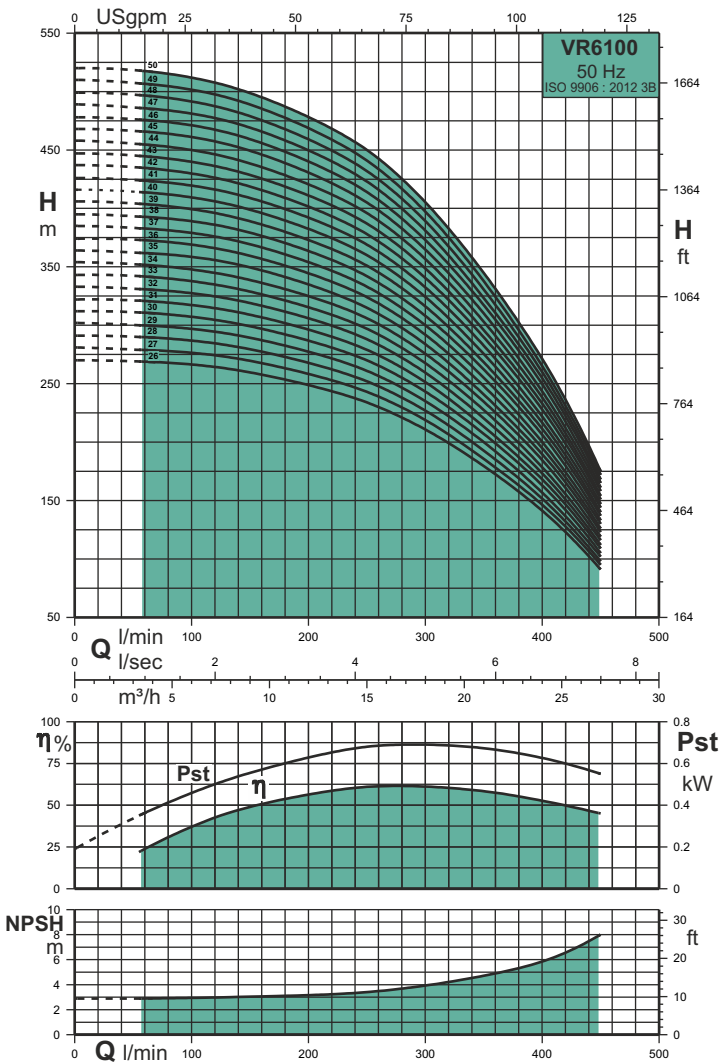 0 USgpm 25 50 75 100 125
550
VR6100
50 Hz
ISO 9906 : 2012 3B
50
49
48
47
46
45
44
43
42
41
40
39
38
37
36
35
34
33
32
31
30
29
28
27
26
450
H
m
350
250
150
50
1664
1364
H
ft
1064
764
464
164
0 100 200 300 400 500
Q l/min
l/sec
0 2 4 6 8
0 5 10 15 20 25 30
m³/h
100
η%
75
50
25
0
Pst
η
0.8
Pst
0.6
kW
0.4
0.2
0
10
NPSH
8
m
6
4
2
0
30
ft
20
10
0
0 100 200 300 400 500
Q l/min